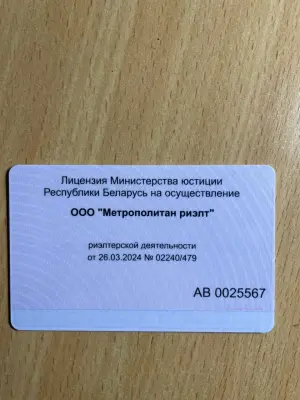 Лицензия Министерства юстиции
Республики Беларусь на осуществление
ООО "Метрополитан риэлт"
риэлтерской деятельности
от 26.03.2024 № 02240/479
АВ 0025567